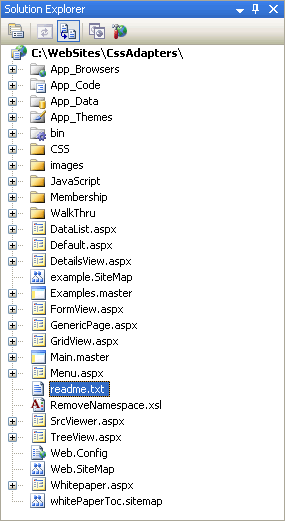 Solution Explorer
C:\WebSites\CssAdapters\
App_Browsers
App_Code
App_Data
App_Themes
bin
CSS
images
JavaScript
Membership
WalkThru
DataList.aspx
Default.aspx
DetailsView.aspx
example.SiteMap
Examples.master
FormView.aspx
GenericPage.aspx
GridView.aspx
Main.master
Menu.aspx
readme.txt
RemoveNamespace.xsl
SrcViewer.aspx
TreeView.aspx
Web.Config
Web.SiteMap
Whitepaper.aspx
whitePaperToc.sitemap